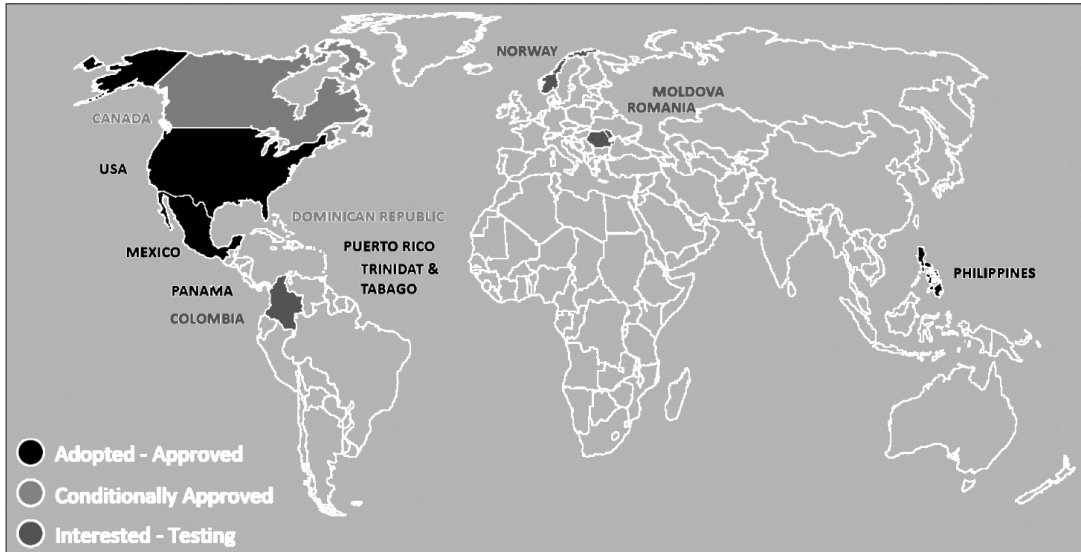 NORWAY
MOLDOVA
ROMANIA
CANADA
USA
DOMINICAN REPUBLIC
MEXICO
PUERTO RICO
TRINIDAT &
TABAGO
PHILIPPINES
PANAMA
COLOMBIA
Adopted - Approved
Conditionally Approved
Interested - Testing